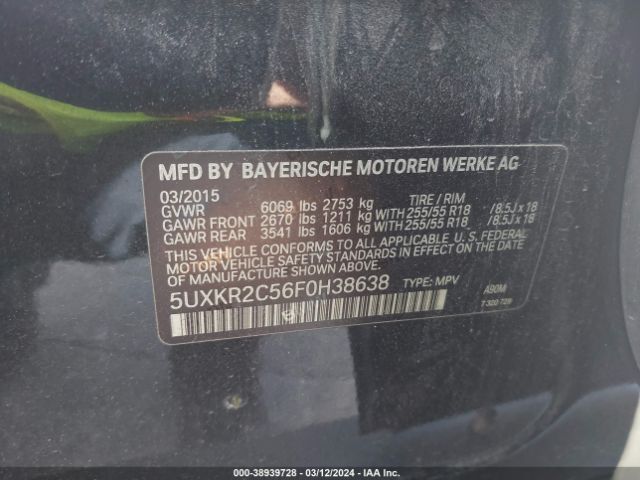 MFD BY BAYERISCHE MOTOREN WERKE AG
03/2015 TIRE / RIM
GVWR 6069 lbs 2753 kg
GAWR FRONT 2670 lbs 1211 kg WITH 255/55 R18 /8.5J x 18
GAWR REAR 3541 lbs 1606 kg WITH 255/55 R18 /8.5J x 18
THIS VEHICLE CONFORMS TO ALL APPLICABLE U. S. FEDERAL
MOTOR VEHICLE SAFETY STANDARDS IN EFFECT ON THE DATE
OF MANUFACTURE SHOWN ABOVE.
5UXKR2C56F0H38638 TYPE: MPV A90M
7 320 728
000-38939728 - 03/12/2024 - IAA Inc.